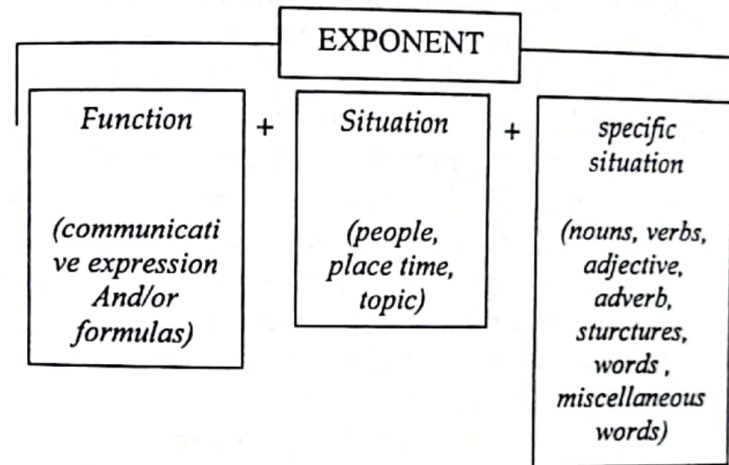 EXPONENT
Function
(communicati
ve expression
And/or
formulas)
+
Situation
(people,
place time,
topic)
+
specific
situation
(nouns, verbs,
adjective,
adverb,
sturctures,
words ,
miscellaneous
words)